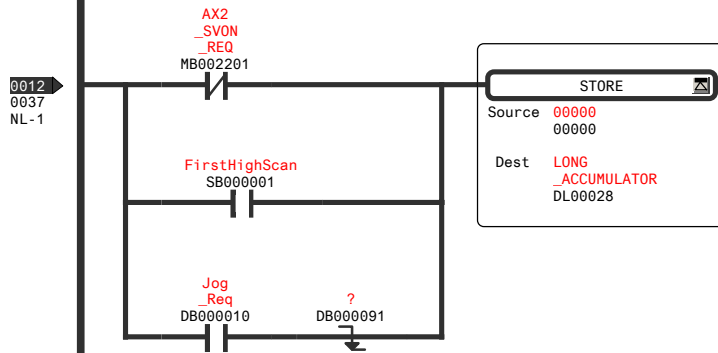 AX2
_SVON
_REQ
MB002201
0012
0037
NL-1
STORE
Source 00000
00000
Dest LONG
_ACCUMULATOR
DL00028
FirstHighScan
SB000001
Jog
_Req
DB000010
?
DB000091